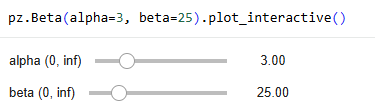 pz.Beta(alpha=3, beta=25).plot_interactive()
alpha (0, inf) 3.00
beta (0, inf) 25.00